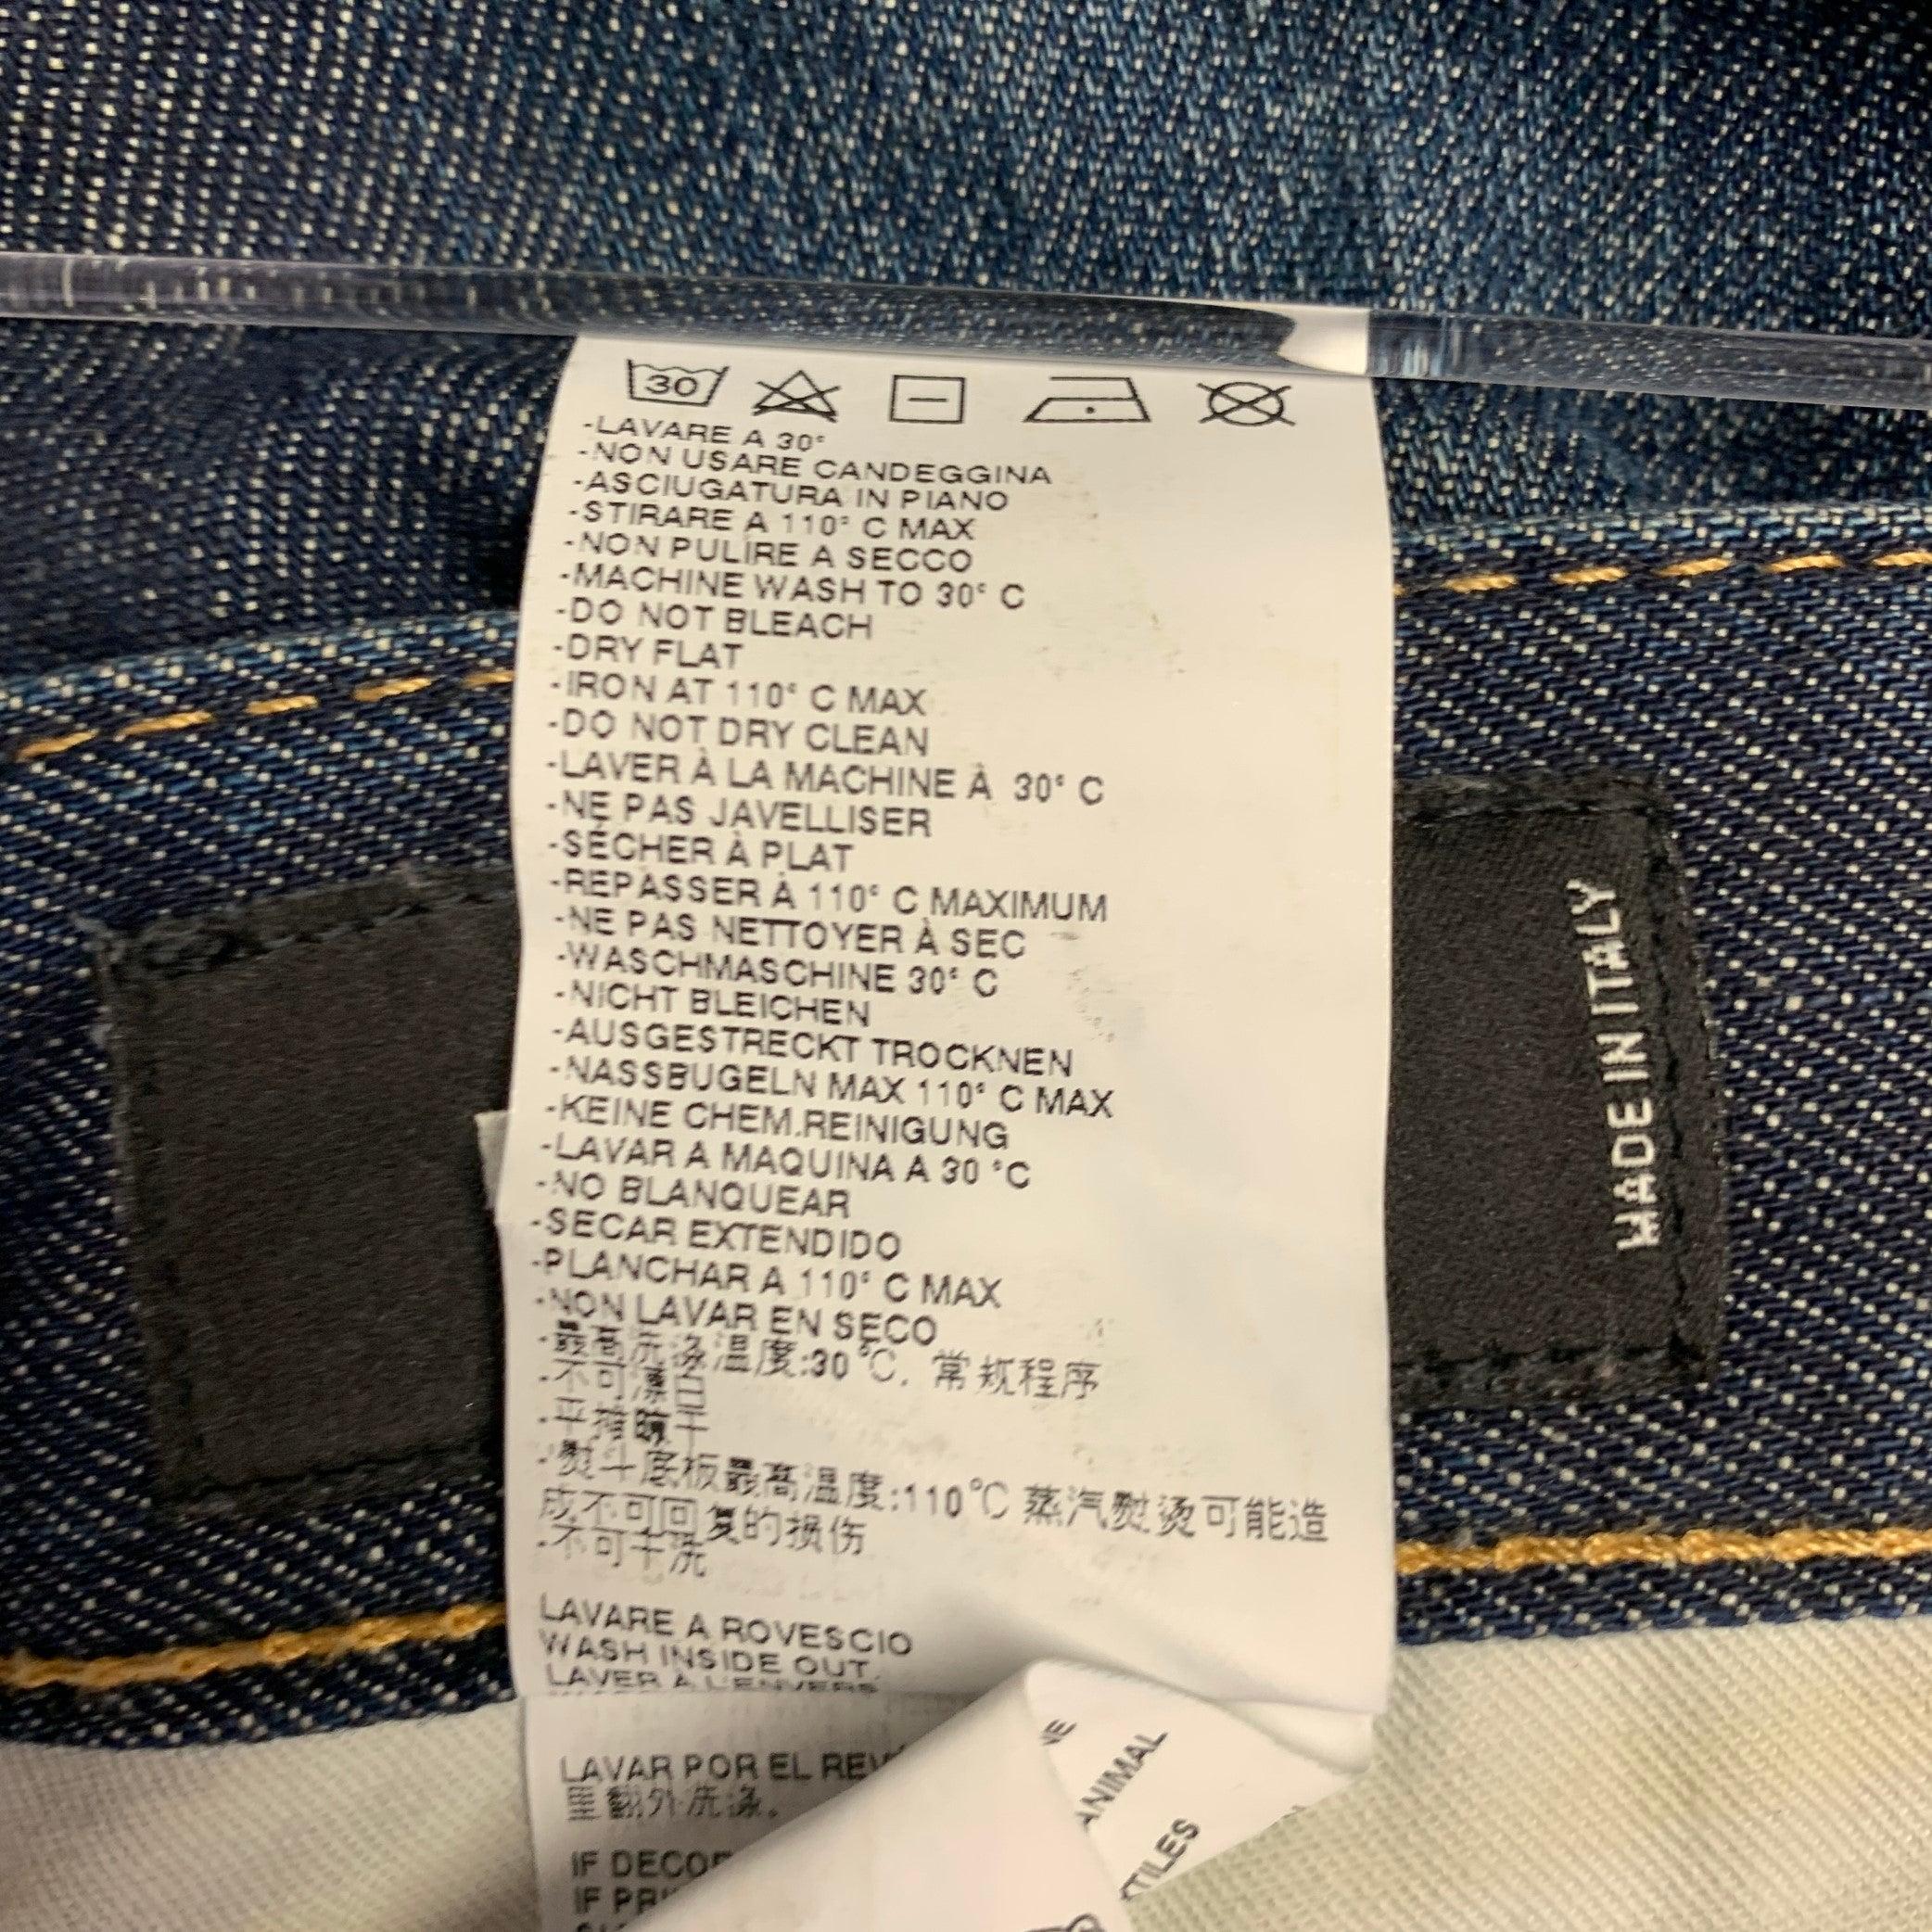 30
-LAVARE A 30°
-NON USARE CANDEGGINA
-ASCIUGATURA IN PIANO
-STIRARE A 110° C MAX
-NON PULIRE A SECCO
-MACHINE WASH TO 30° C
-DO NOT BLEACH
-DRY FLAT
-IRON AT 110° C MAX
-DO NOT DRY CLEAN
-LAVER À LA MACHINE À 30° C
-NE PAS JAVELLISER
-SÉCHER À PLAT
-REPASSER À 110° C MAXIMUM
-NE PAS NETTOYER À SEC
-WASCHMASCHINE 30° C
-NICHT BLEICHEN
-AUSGESTRECKT TROCKNEN
-NASSBUGELN MAX 110° C MAX
-KEINE CHEM.REINIGUNG
-LAVAR A MAQUINA A 30 °C
-NO BLANQUEAR
-SECAR EXTENDIDO
-PLANCHAR A 110° C MAX
-NON LAVAR EN SECO
·最高洗涤温度:30℃, 常规程序
·不可漂白
·平摊晒干
·熨斗底板最高温度:110℃ 蒸汽熨烫可能造
成不可回复的损伤
·不可干洗
LAVARE A ROVESCIO
WASH INSIDE OUT.
LAVER A L'ENVERS
LAVAR POR EL
里翻外洗涤。
IF
IF
ANIMAL
MADE IN ITALY